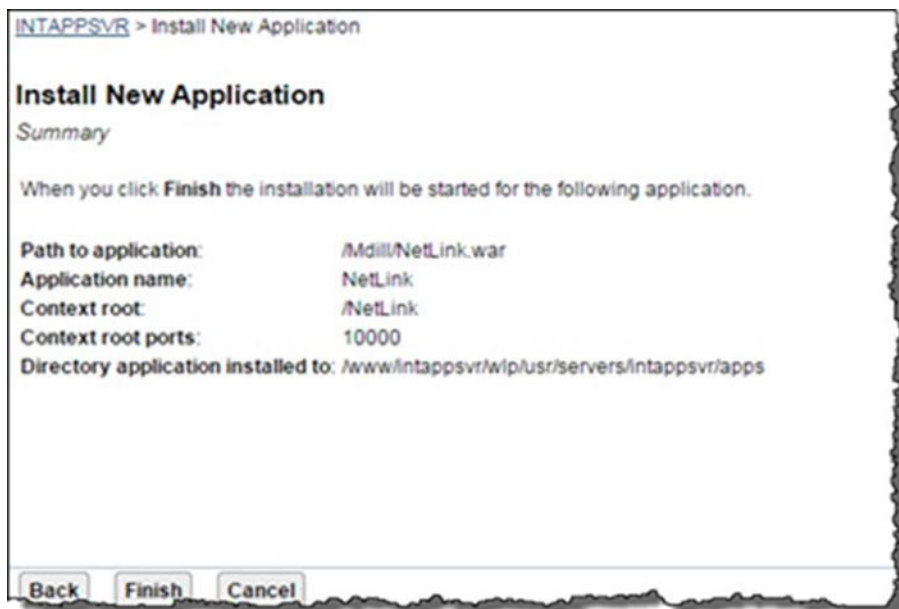 INTAPPSVR > Install New Application
Install New Application
Summary
When you click Finish the installation will be started for the following application.
Path to application: /Mdill/NetLink.war
Application name: NetLink
Context root: /NetLink
Context root ports: 10000
Directory application installed to: /www/intappsvr/wlp/usr/servers/intappsvr/apps
Back Finish Cancel